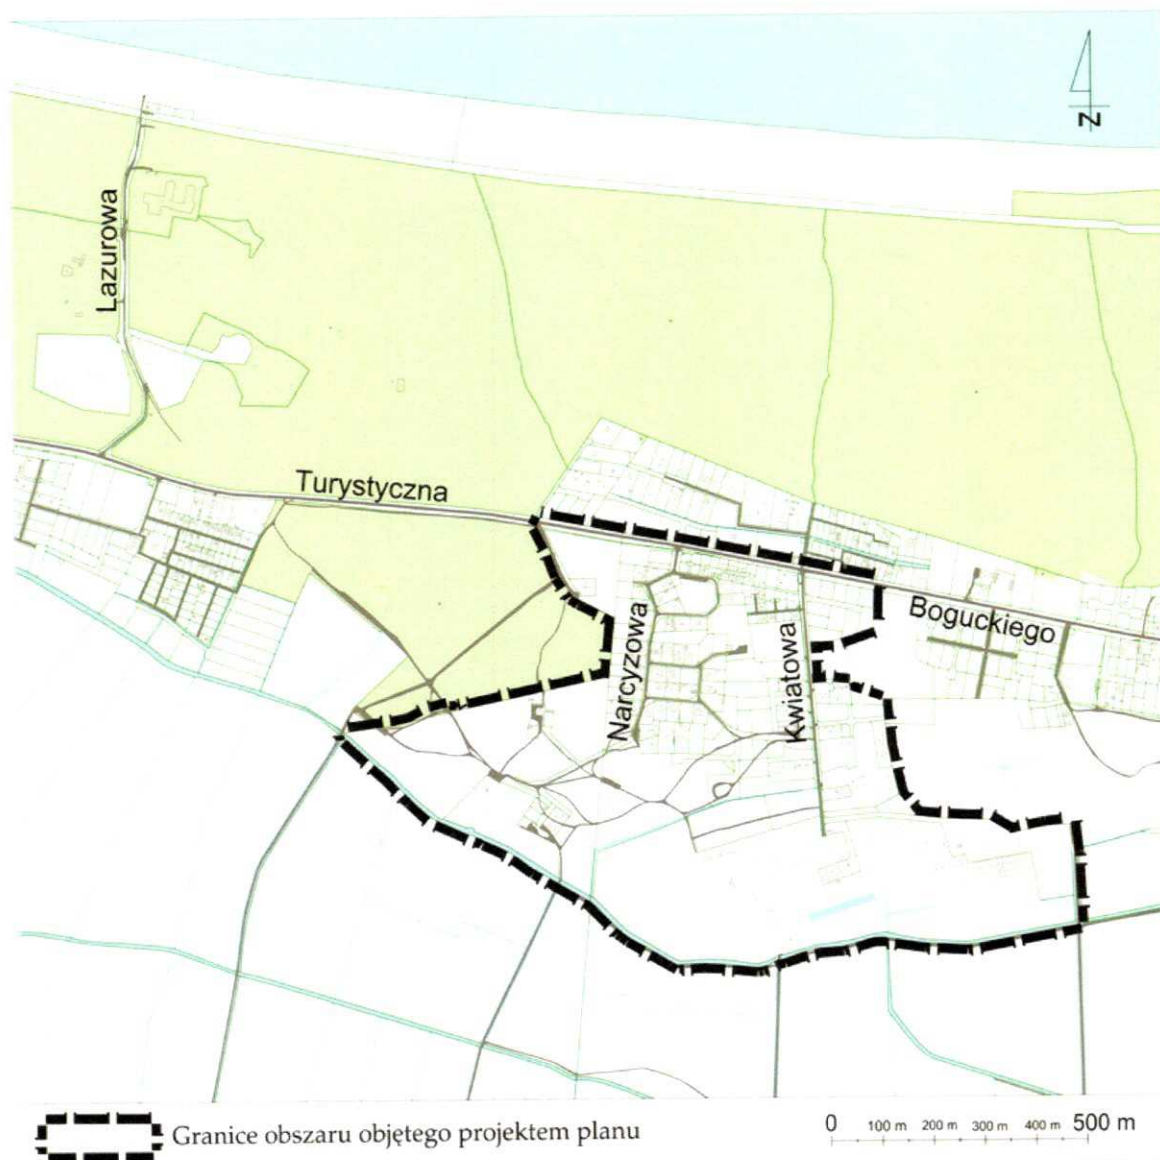 N
Lazurowa
Turystyczna
Boguckiego
Narcyzowa
Kwiatowa
Granice obszaru objętego projektem planu
0 100 m 200 m 300 m 400 m 500 m